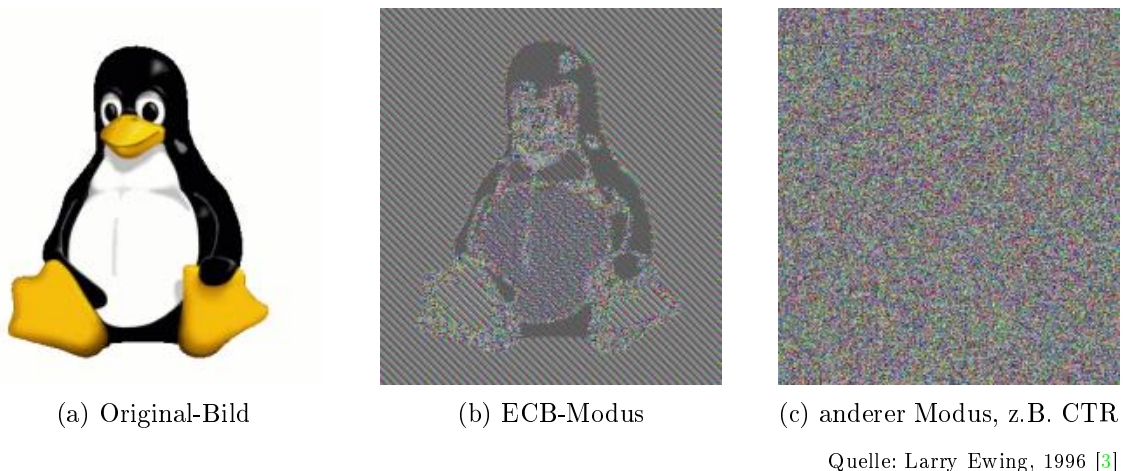 (a) Original-Bild
(b) ECB-Modus
(c) anderer Modus, z.B. CTR
Quelle: Larry Ewing, 1996 [3]